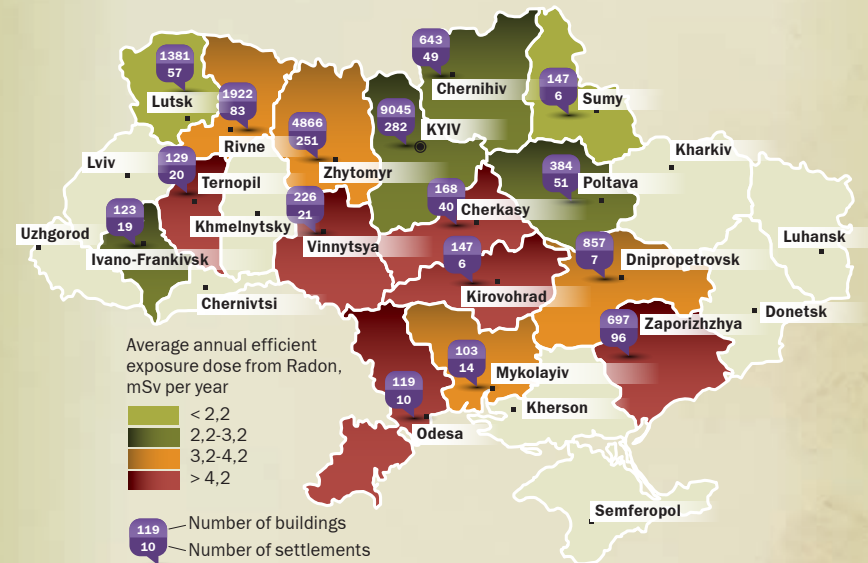 643
49
1381
57
147
6
Chernihiv
1922
83
Lutsk
Sumy
9045
282
KYIV
4866
251
Rivne
Kharkiv
129
20
Lviv
Zhytomyr
384
51
Ternopil
Poltava
168
40
226
21
123
19
Cherkasy
Khmelnytsky
Uzhgorod
Vinnytsya
147
6
857
7
Luhansk
Ivano-Frankivsk
Dnipropetrovsk
Kirovohrad
Chernivtsi
Donetsk
697
96
Zaporizhzhya
Average annual efficient
exposure dose from Radon,
mSv per year
103
14
Mykolayiv
119
10
< 2,2
2,2-3,2
3,2-4,2
> 4,2
Kherson
Odesa
Semferopol
119
10
Number of buildings
Number of settlements